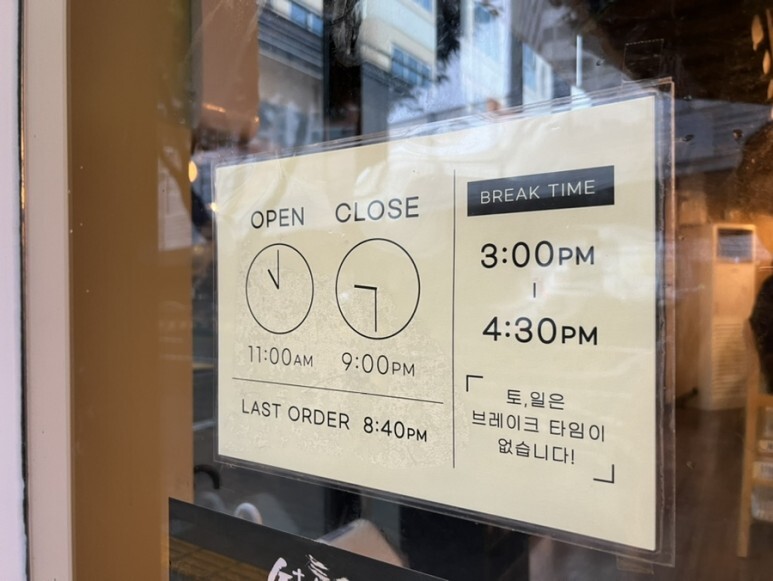 OPEN CLOSE
11:00AM 9:00PM
LAST ORDER 8:40PM
BREAK TIME
3:00PM
-
4:30PM
토,일은
브레이크 타임이
없습니다!